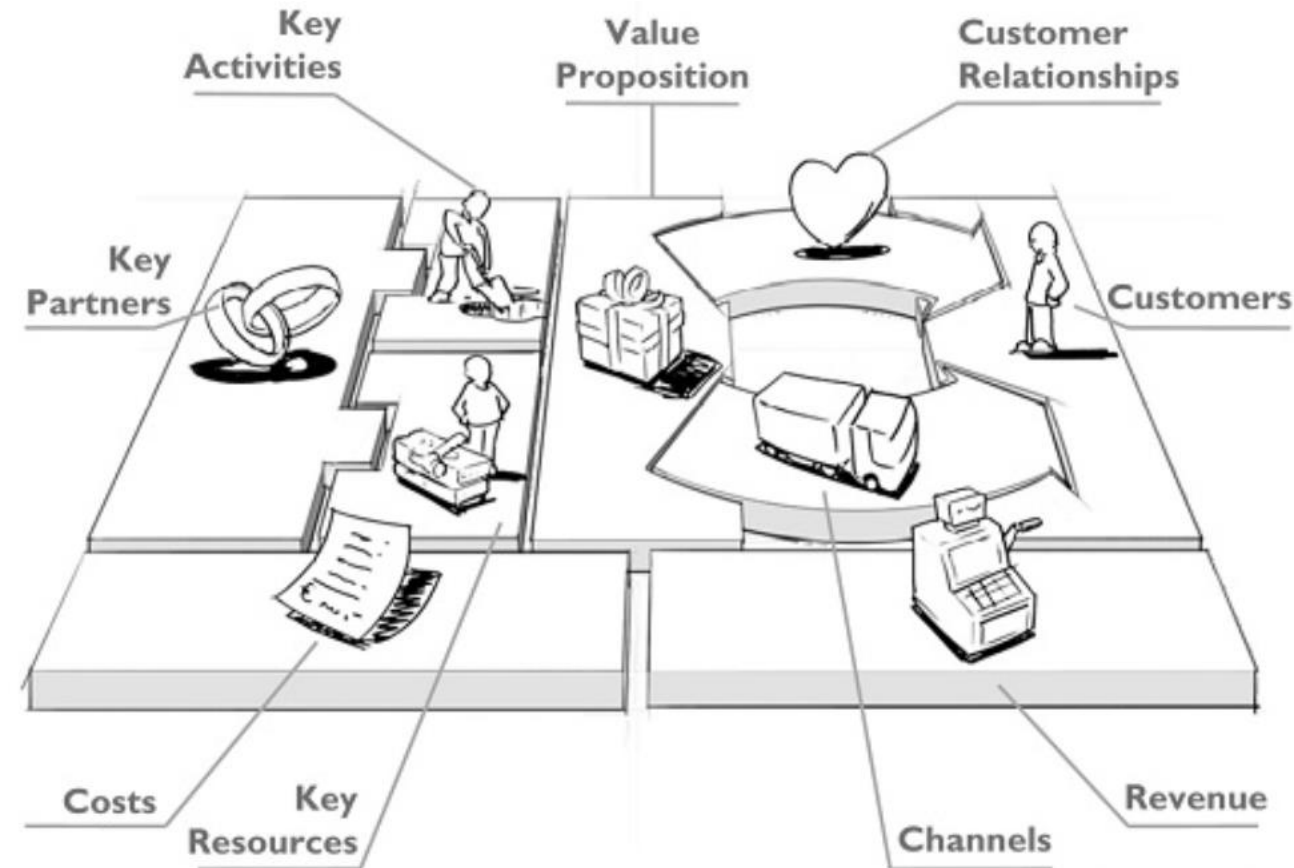 Key
Activities
Value
Proposition
Customer
Relationships
Key
Partners
Customers
€
Costs
Key
Resources
Channels
Revenue